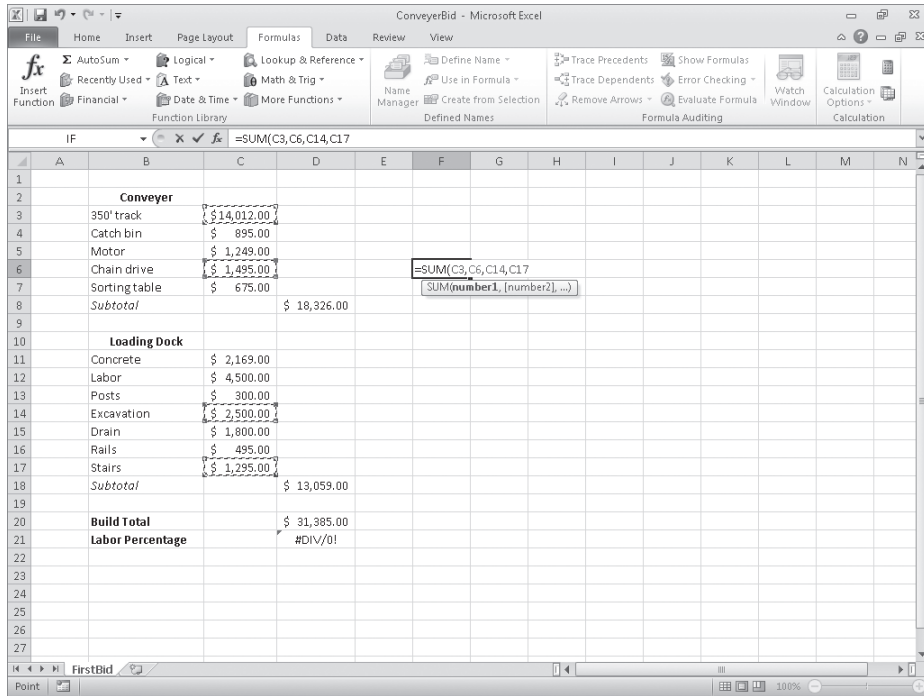 ConveyerBid - Microsoft Excel
File Home Insert Page Layout Formulas Data Review View
fx Insert Function
Σ AutoSum
Recently Used
Financial
Logical
Text
Date & Time
Lookup & Reference
Math & Trig
More Functions
Function Library
Name Manager
Define Name
Use in Formula
Create from Selection
Defined Names
Trace Precedents
Trace Dependents
Remove Arrows
Show Formulas
Error Checking
Evaluate Formula
Watch Window
Formula Auditing
Calculation Options
Calculation
IF fx =SUM(C3,C6,C14,C17
A B C D E F G H I J K L M N
1
2 Conveyer
3 350' track $14,012.00
4 Catch bin $ 895.00
5 Motor $ 1,249.00
6 Chain drive $ 1,495.00 =SUM(C3,C6,C14,C17
7 Sorting table $ 675.00 SUM(number1, [number2], ...)
8 Subtotal $ 18,326.00
9
10 Loading Dock
11 Concrete $ 2,169.00
12 Labor $ 4,500.00
13 Posts $ 300.00
14 Excavation $ 2,500.00
15 Drain $ 1,800.00
16 Rails $ 495.00
17 Stairs $ 1,295.00
18 Subtotal $ 13,059.00
19
20 Build Total $ 31,385.00
21 Labor Percentage #DIV/0!
22
23
24
25
26
27
FirstBid
Point 100%